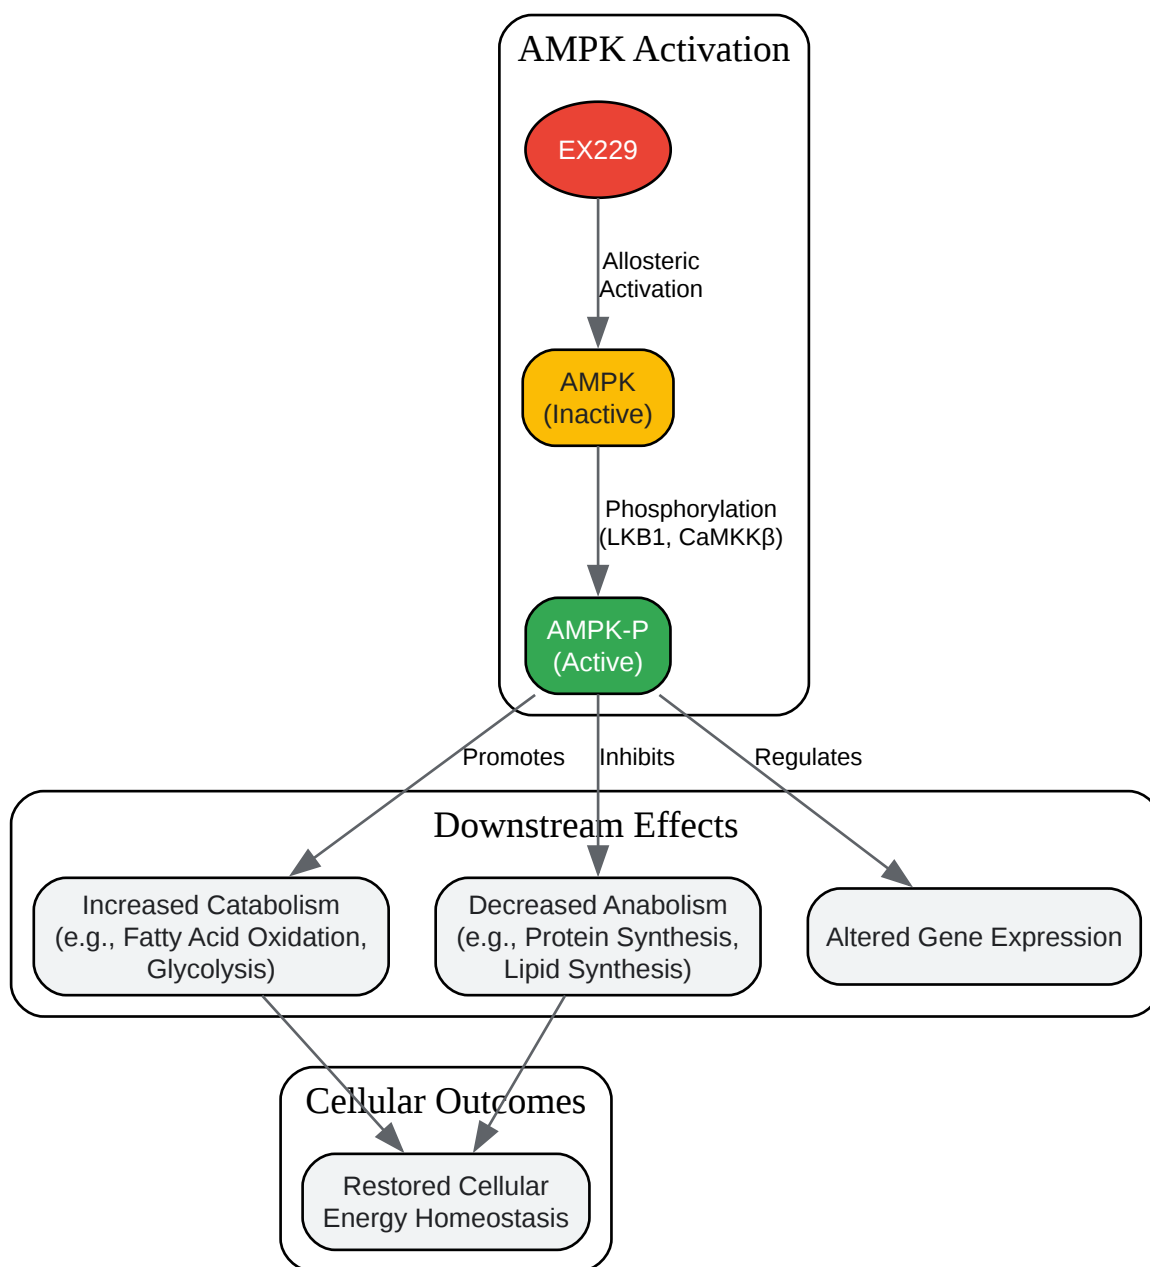 AMPK Activation
EX229
Allosteric
Activation
AMPK
(Inactive)
Phosphorylation
(LKB1, CaMKKβ)
AMPK-P
(Active)
Promotes
Inhibits
Regulates
Downstream Effects
Increased Catabolism
(e.g., Fatty Acid Oxidation,
Glycolysis)
Decreased Anabolism
(e.g., Protein Synthesis,
Lipid Synthesis)
Altered Gene Expression
Cellular Outcomes
Restored Cellular
Energy Homeostasis